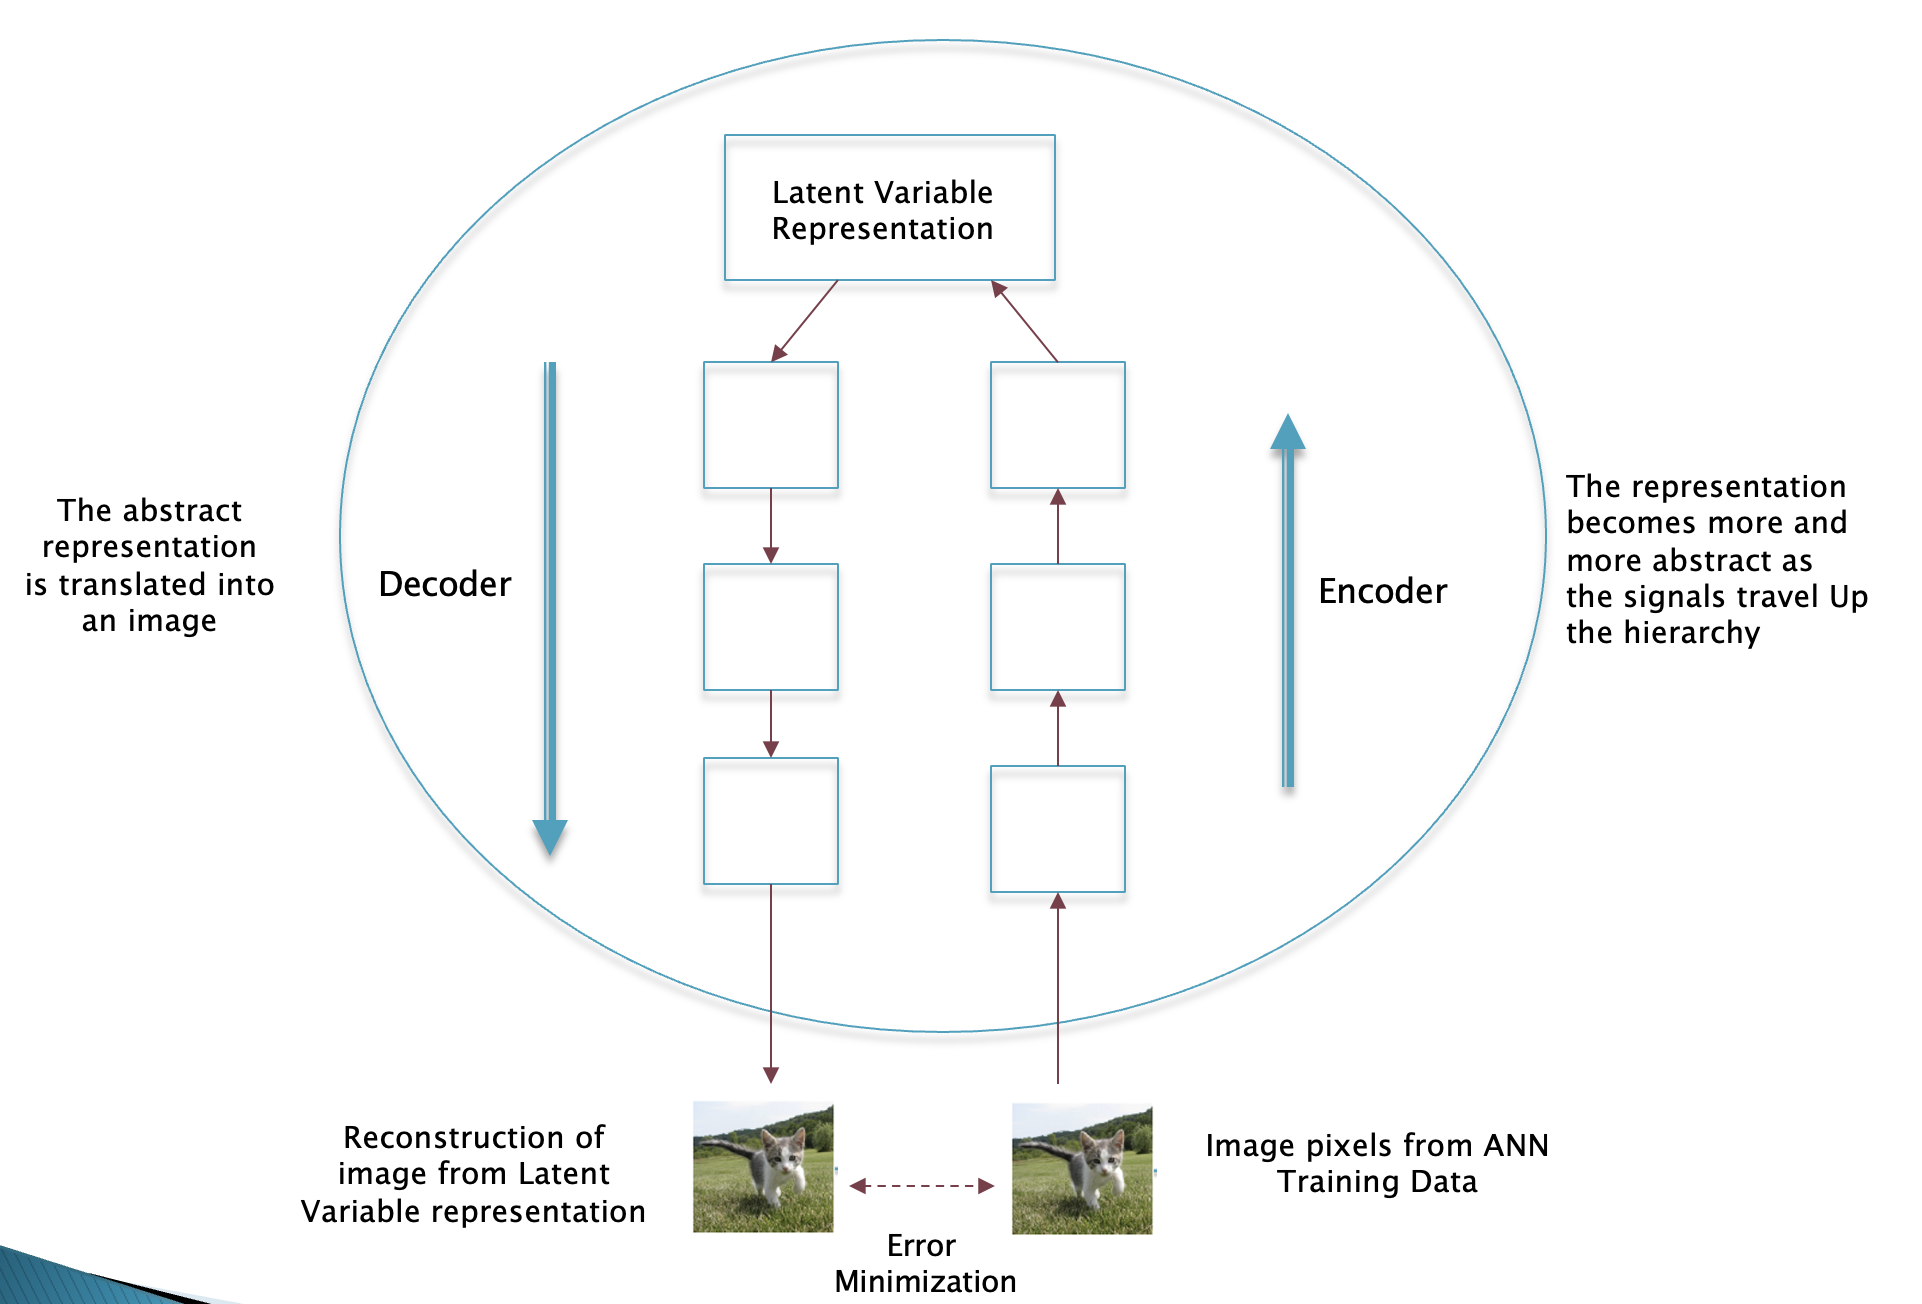 Latent Variable
Representation
The abstract
representation
is translated into
an image
Decoder
Encoder
The representation
becomes more and
more abstract as
the signals travel Up
the hierarchy
Reconstruction of
image from Latent
Variable representation
Error
Minimization
Image pixels from ANN
Training Data